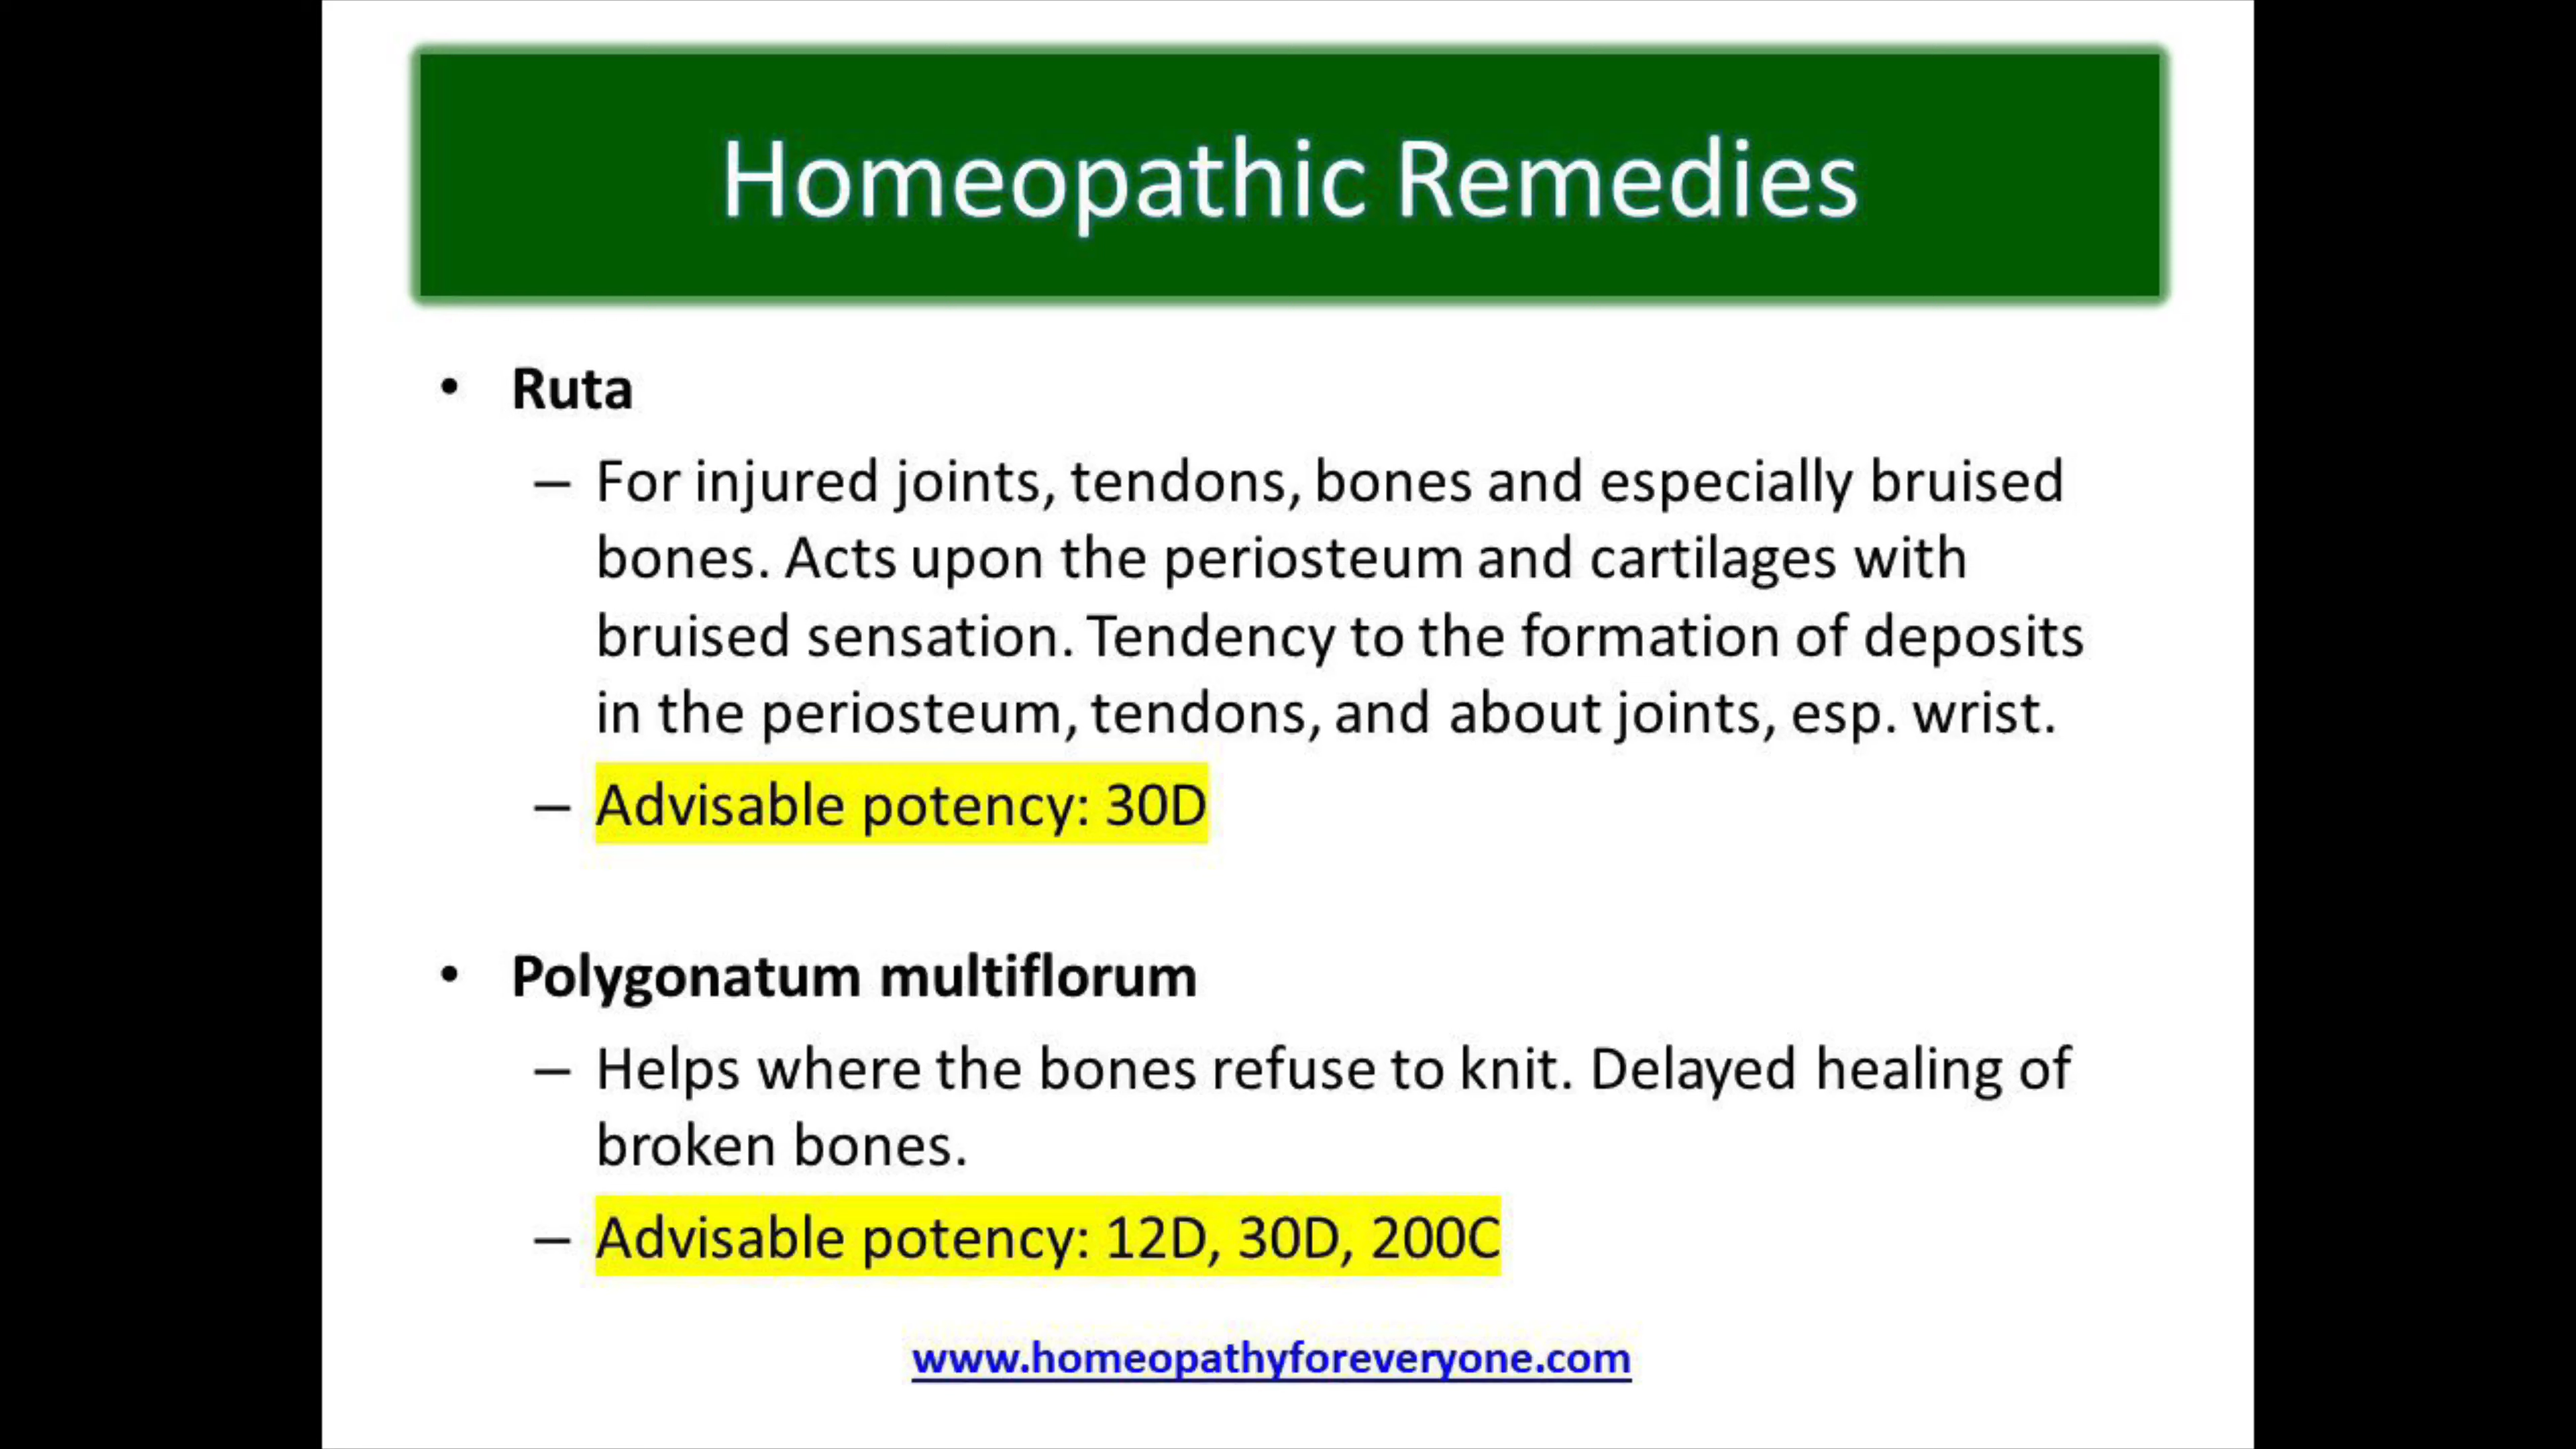 Homeopathic Remedies
• Ruta
– For injured joints, tendons, bones and especially bruised
bones. Acts upon the periosteum and cartilages with
bruised sensation. Tendency to the formation of deposits
in the periosteum, tendons, and about joints, esp. wrist.
– Advisable potency: 30D
• Polygonatum multiflorum
– Helps where the bones refuse to knit. Delayed healing of
broken bones.
– Advisable potency: 12D, 30D, 200C
www.homeopathyforeveryone.com